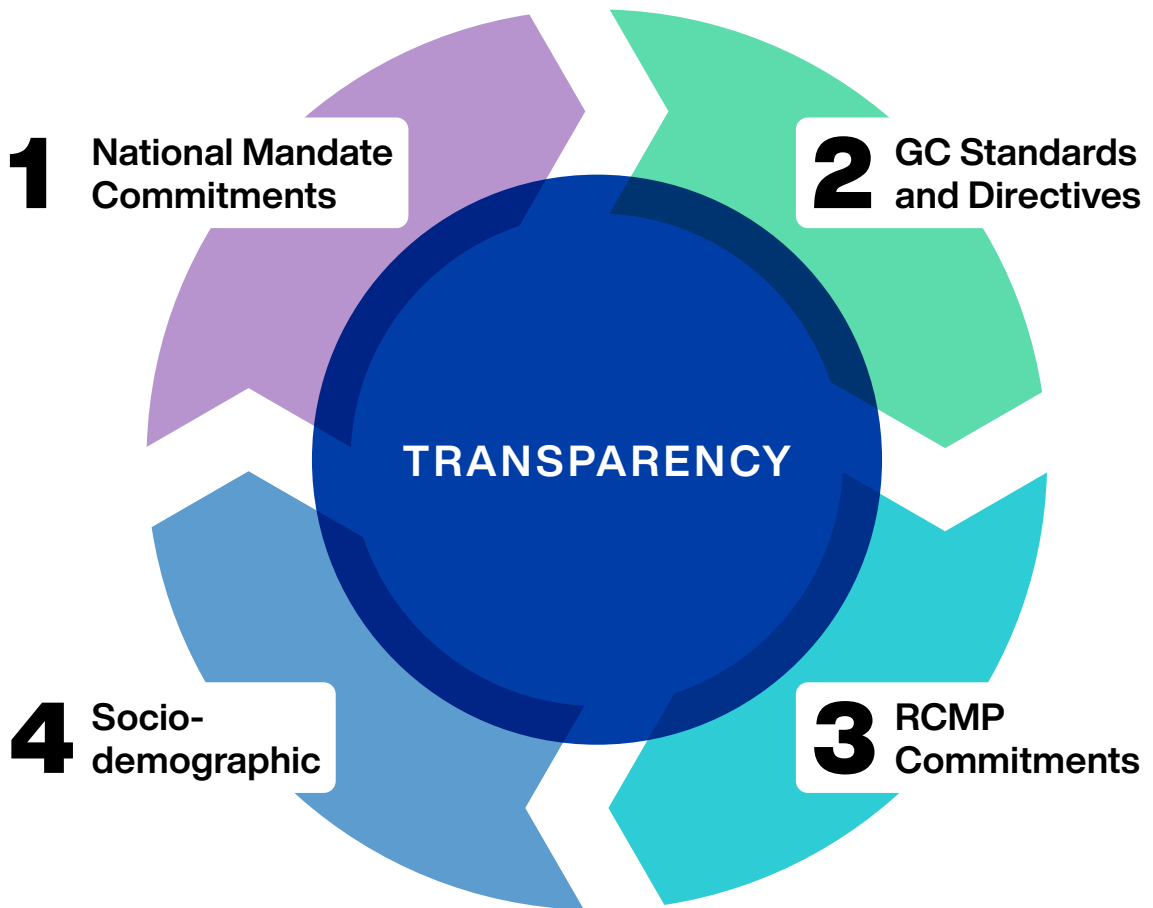 1
National Mandate
Commitments
2
GC Standards
and Directives
TRANSPARENCY
3
RCMP
Commitments
4
Socio-
demographic